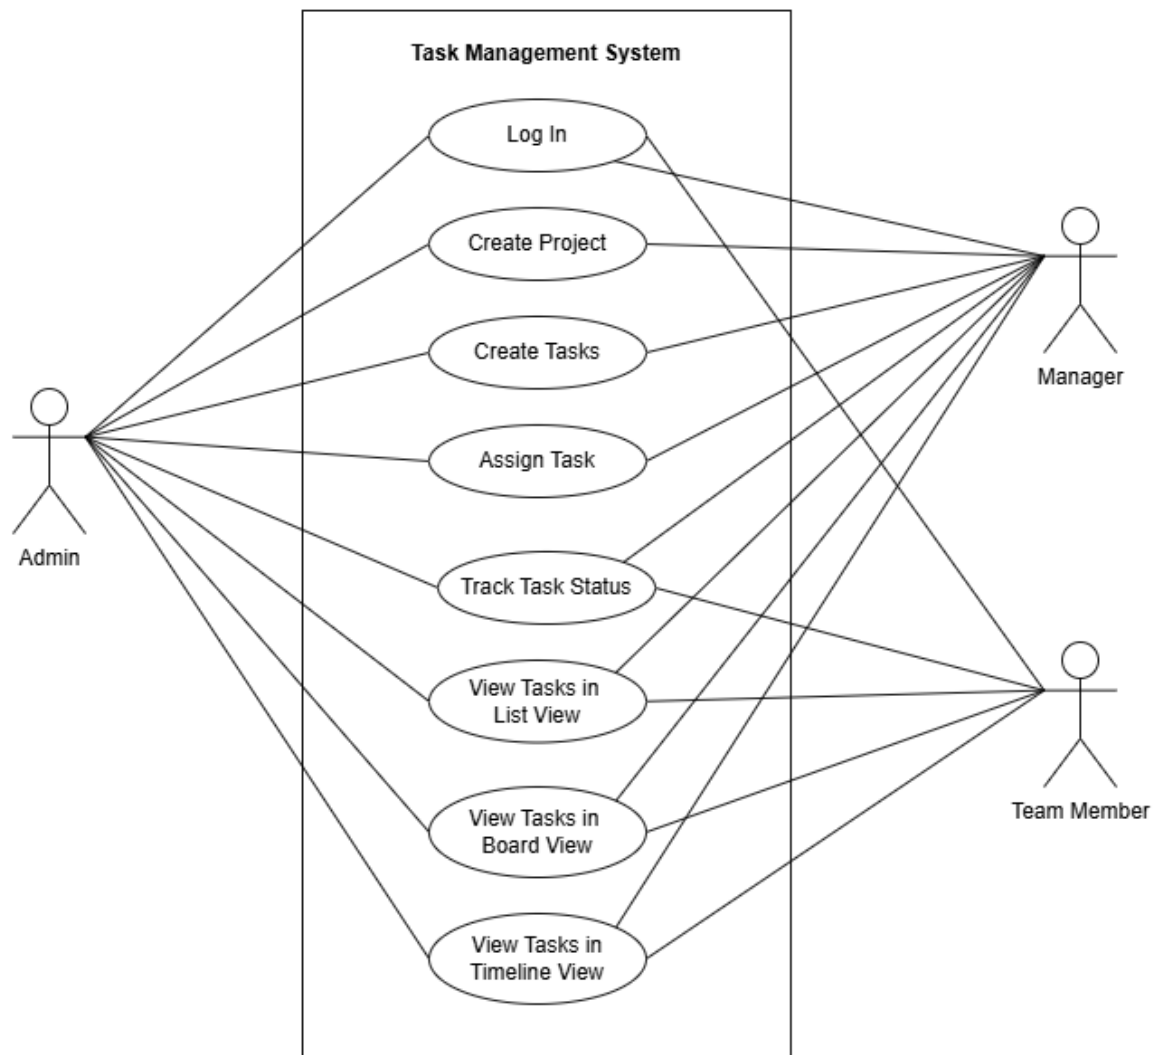 Task Management System
Log In
Create Project
Create Tasks
Assign Task
Track Task Status
View Tasks in
List View
View Tasks in
Board View
View Tasks in
Timeline View
Admin
Manager
Team Member